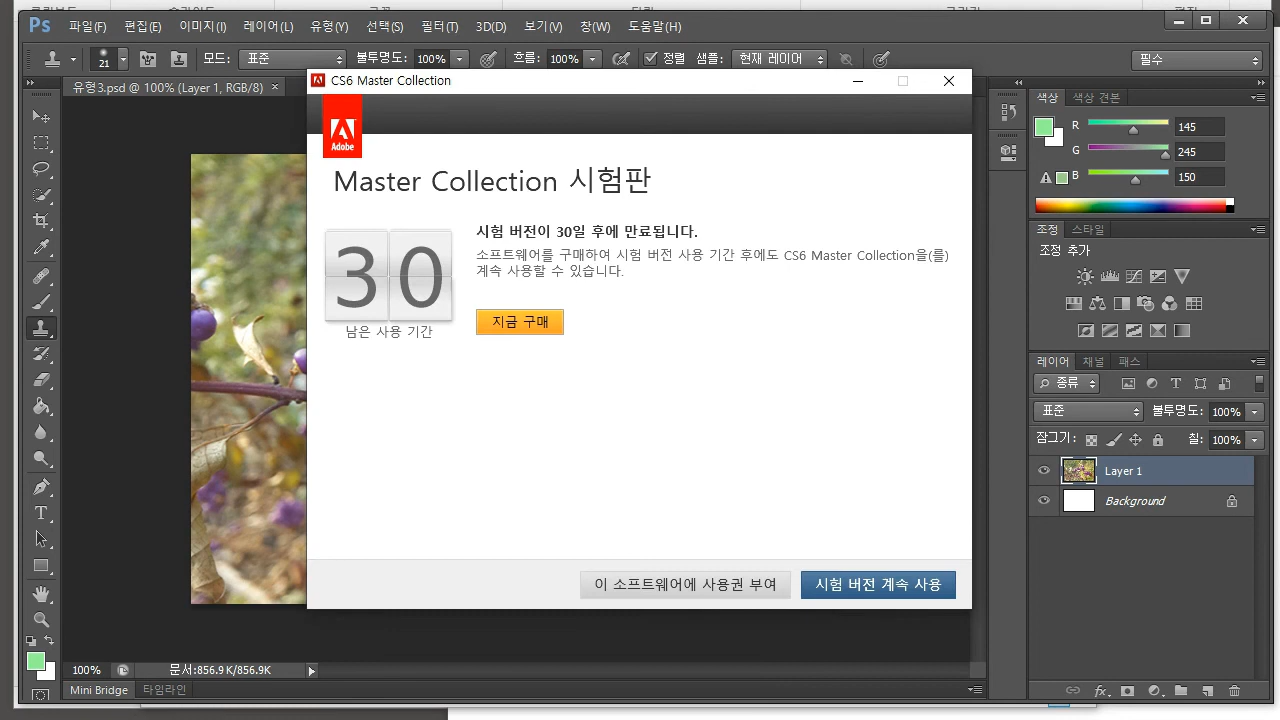 Ps 파일(F) 편집(E) 이미지(I) 레이어(L) 유형(Y) 선택(S) 필터(T) 3D(D) 보기(V) 창(W) 도움말(H)
21 모드: 표준 불투명도: 100% 흐름: 100% 정렬 샘플: 현재 레이어 필수
유형3.psd @ 100% (Layer 1, RGB/8) ×
CS6 Master Collection
Adobe
Master Collection 시험판
30
남은 사용 기간
시험 버전이 30일 후에 만료됩니다.
소프트웨어를 구매하여 시험 버전 사용 기간 후에도 CS6 Master Collection을(를)
계속 사용할 수 있습니다.
지금 구매
이 소프트웨어에 사용권 부여
시험 버전 계속 사용
색상 색상 견본
R 145
G 245
B 150
조정 스타일
조정 추가
레이어 채널 패스
종류
표준 불투명도: 100%
잠그기: 칠: 100%
Layer 1
Background
fx
100% 문서:856.9 K/856.9K
Mini Bridge 타임라인